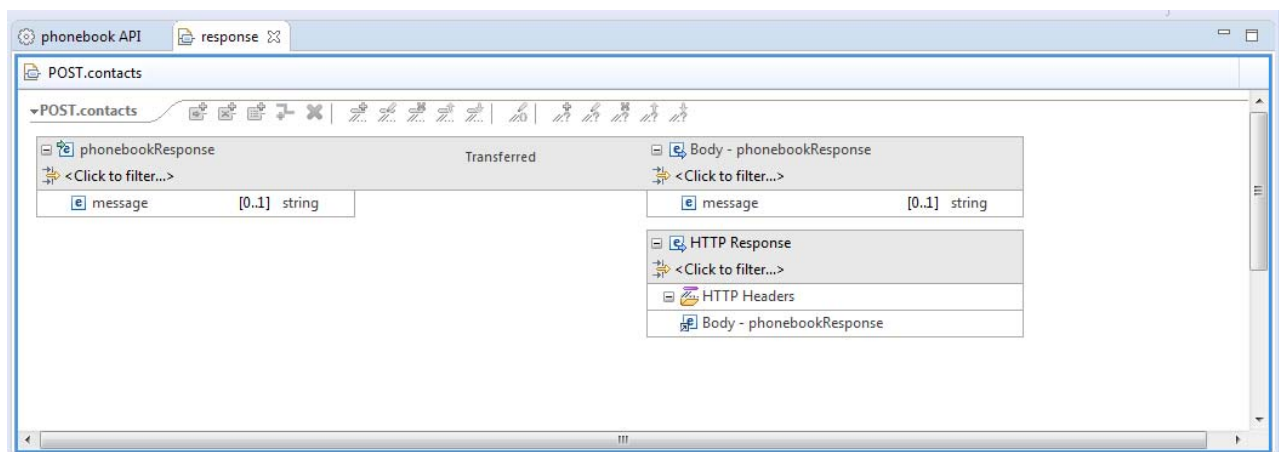 phonebook API
response
POST.contacts
POST.contacts
phonebookResponse
<Click to filter...>
message [0..1] string
Transferred
Body - phonebookResponse
<Click to filter...>
message [0..1] string
HTTP Response
<Click to filter...>
HTTP Headers
Body - phonebookResponse